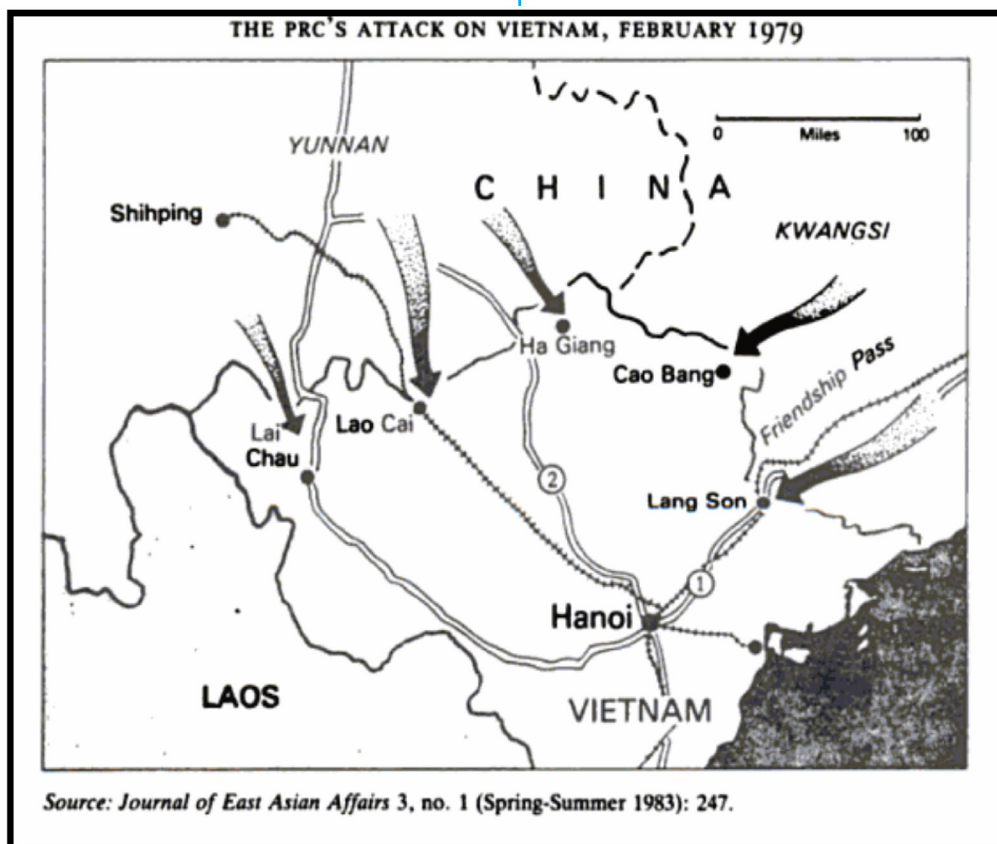 THE PRC'S ATTACK ON VIETNAM, FEBRUARY 1979
0 Miles 100
YUNNAN
CHINA
Shihping
KWANGSI
Ha Giang
Cao Bang
Friendship Pass
Lai
Chau
Lao Cai
2
Lang Son
1
Hanoi
LAOS
VIETNAM
Source: Journal of East Asian Affairs 3, no. 1 (Spring-Summer 1983): 247.